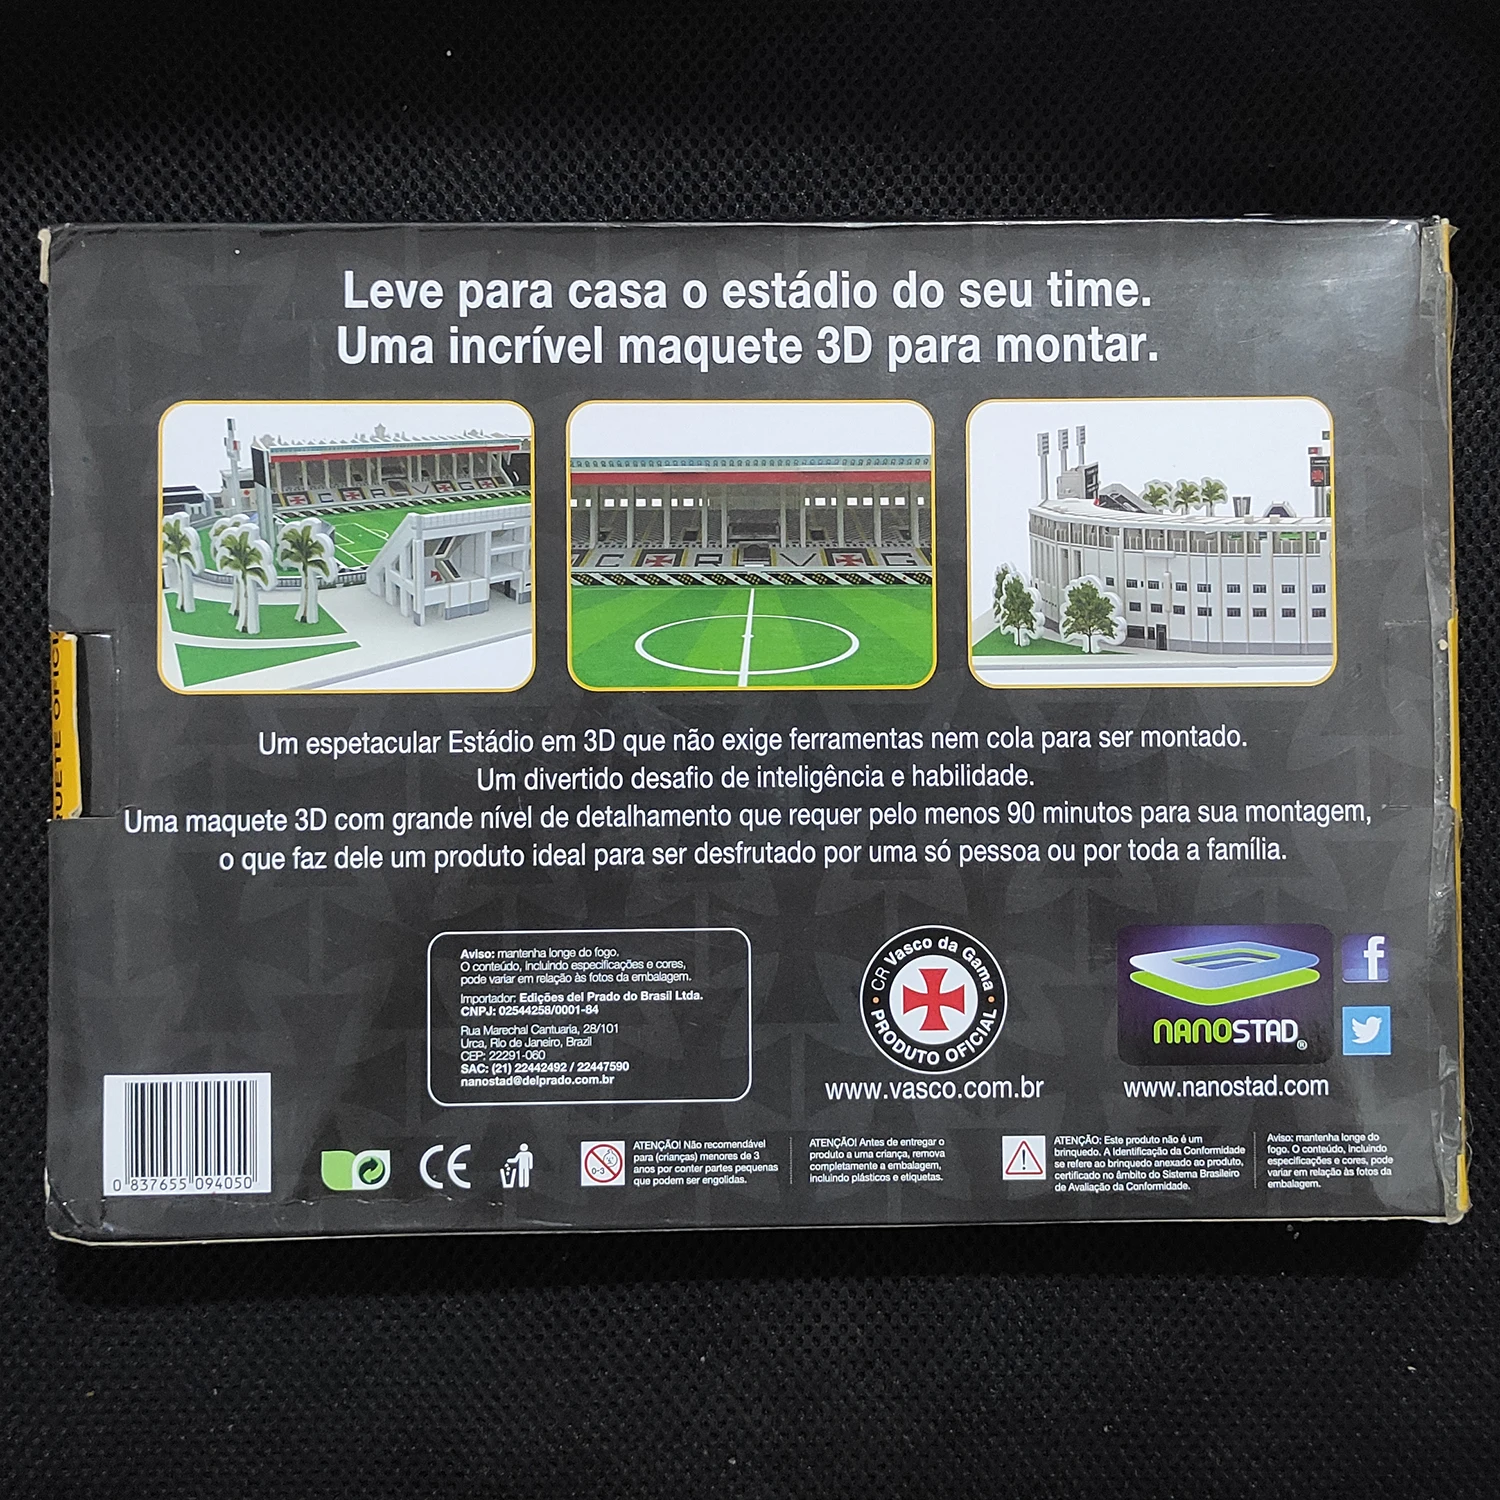 Leve para casa o estádio do seu time.
Uma incrível maquete 3D para montar.
CR VG
C R V G
Um espetacular Estádio em 3D que não exige ferramentas nem cola para ser montado.
Um divertido desafio de inteligência e habilidade.
Uma maquete 3D com grande nível de detalhamento que requer pelo menos 90 minutos para sua montagem,
o que faz dele um produto ideal para ser desfrutado por uma só pessoa ou por toda a família.
Aviso: mantenha longe do fogo.
O conteúdo, incluindo especificações e cores,
pode variar em relação às fotos da embalagem.
Importador: Edições del Prado do Brasil Ltda.
CNPJ: 02544258/0001-84
Rua Marechal Cantuaria, 28/101
Urca, Rio de Janeiro, Brazil
CEP: 22291-060
SAC: (21) 22442492 / 22447590
nanostad@delprado.com.br
CR Vasco da Gama
PRODUTO OFICIAL
www.vasco.com.br
NANOSTAD®
www.nanostad.com
f
0 837655 094050
CE
0-3
ATENÇÃO! Não recomendável
para (crianças) menores de 3
anos por conter partes pequenas
que podem ser engolidas.
ATENÇÃO! Antes de entregar o
produto a uma criança, remova
completamente a embalagem,
incluindo plásticos e etiquetas.
ATENÇÃO: Este produto não é um
brinquedo. A Identificação da Conformidade
se refere ao brinquedo anexado ao produto,
certificado no âmbito do Sistema Brasileiro
de Avaliação da Conformidade.
Aviso: mantenha longe do
fogo. O conteúdo, incluindo
especificações e cores, pode
variar em relação às fotos da
embalagem.